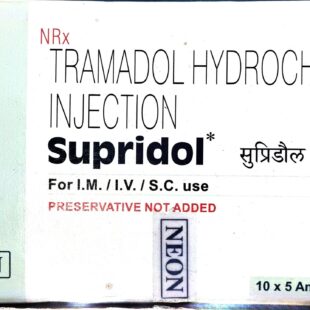 NRx
TRAMADOL HYDROCH
INJECTION
Supridol* सुप्रिडौल
For I.M. / I.V. / S.C. use
PRESERVATIVE NOT ADDED
NEON
10 x 5 Am